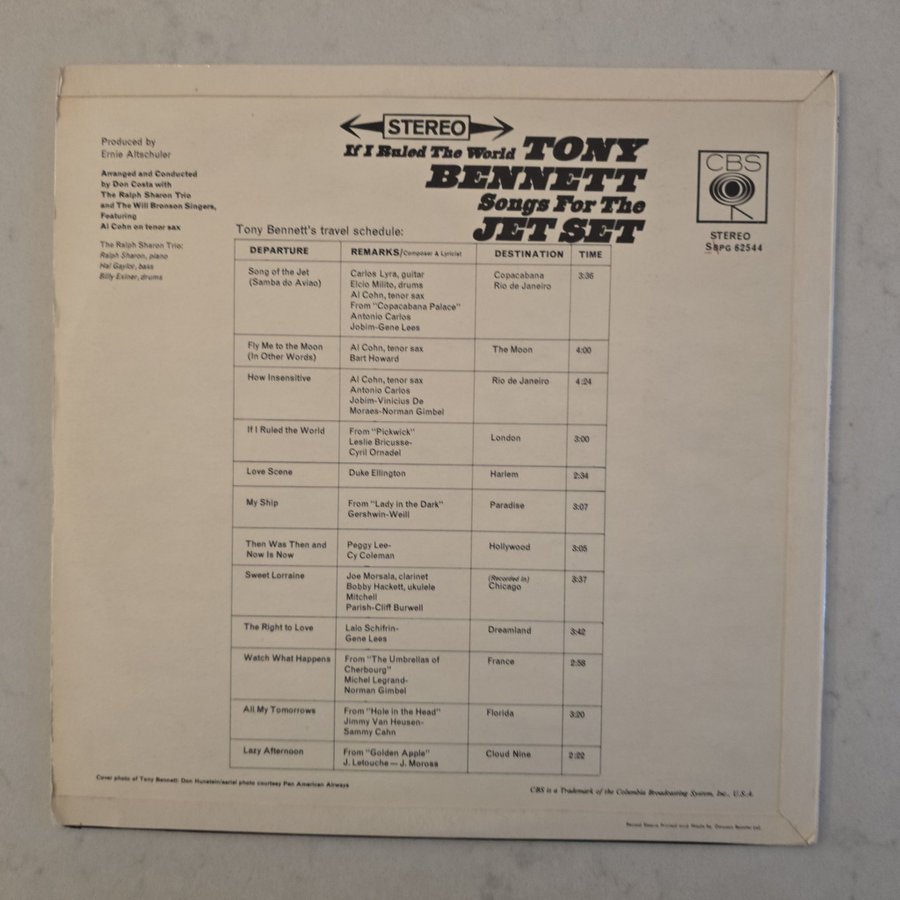 STEREO
If I Ruled The World TONY
BENNETT
Songs For The
JET SET
CBS
STEREO
SBPG 62544
Produced by
Ernie Altschuler
Arranged and Conducted
by Don Costa with
The Ralph Sharon Trio
and The Will Bronson Singers,
Featuring
Al Cohn on tenor sax
The Ralph Sharon Trio:
Ralph Sharon, piano
Hal Gaylor, bass
Billy Exiner, drums
Tony Bennett's travel schedule:
DEPARTURE REMARKS/Composer & Lyricist DESTINATION TIME
Song of the Jet Carlos Lyra, guitar Copacabana 3:36
(Samba do Aviao) Elcio Milito, drums Rio de Janeiro
Al Cohn, tenor sax
From "Copacabana Palace"
Antonio Carlos
Jobim-Gene Lees
Fly Me to the Moon Al Cohn, tenor sax The Moon 4:00
(In Other Words) Bart Howard
How Insensitive Al Cohn, tenor sax Rio de Janeiro 4:24
Antonio Carlos
Jobim-Vinicius De
Moraes-Norman Gimbel
If I Ruled the World From "Pickwick" London 3:00
Leslie Bricusse-
Cyril Ornadel
Love Scene Duke Ellington Harlem 2:34
My Ship From "Lady in the Dark" Paradise 3:07
Gershwin-Weill
Then Was Then and Peggy Lee- Hollywood 3:05
Now Is Now Cy Coleman
Sweet Lorraine Joe Morsala, clarinet (Recorded in) 3:37
Bobby Hackett, ukulele Chicago
Mitchell
Parish-Cliff Burwell
The Right to Love Lalo Schifrin- Dreamland 3:42
Gene Lees
Watch What Happens From "The Umbrellas of France 2:58
Cherbourg"
Michel Legrand-
Norman Gimbel
All My Tomorrows From "Hole in the Head" Florida 3:20
Jimmy Van Heusen-
Sammy Cahn
Lazy Afternoon From "Golden Apple" Cloud Nine 2:22
J. Letouche — J. Moross
Cover photo of Tony Bennett: Don Hunstein/aerial photo courtesy Pan American Airways
CBS is a Trademark of the Columbia Broadcasting System, Inc., U.S.A.